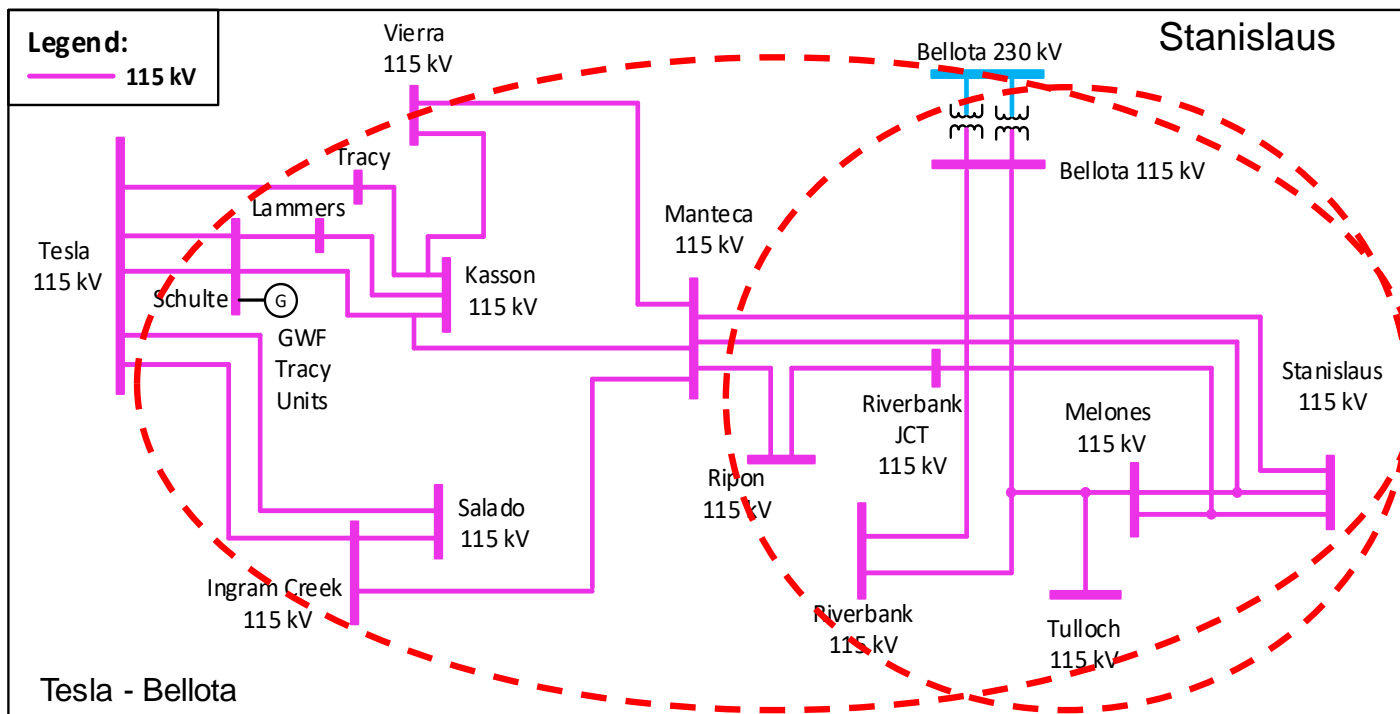 Legend:
115 kV
Vierra
115 kV
Bellota 230 kV
Stanislaus
Tracy
Bellota 115 kV
Lammers
Manteca
115 kV
Tesla
115 kV
Kasson
115 kV
Schulte
G
GWF
Tracy
Units
Stanislaus
115 kV
Riverbank
JCT
115 kV
Melones
115 kV
Ripon
115 kV
Salado
115 kV
Ingram Creek
115 kV
Riverbank
115 kV
Tulloch
115 kV
Tesla - Bellota